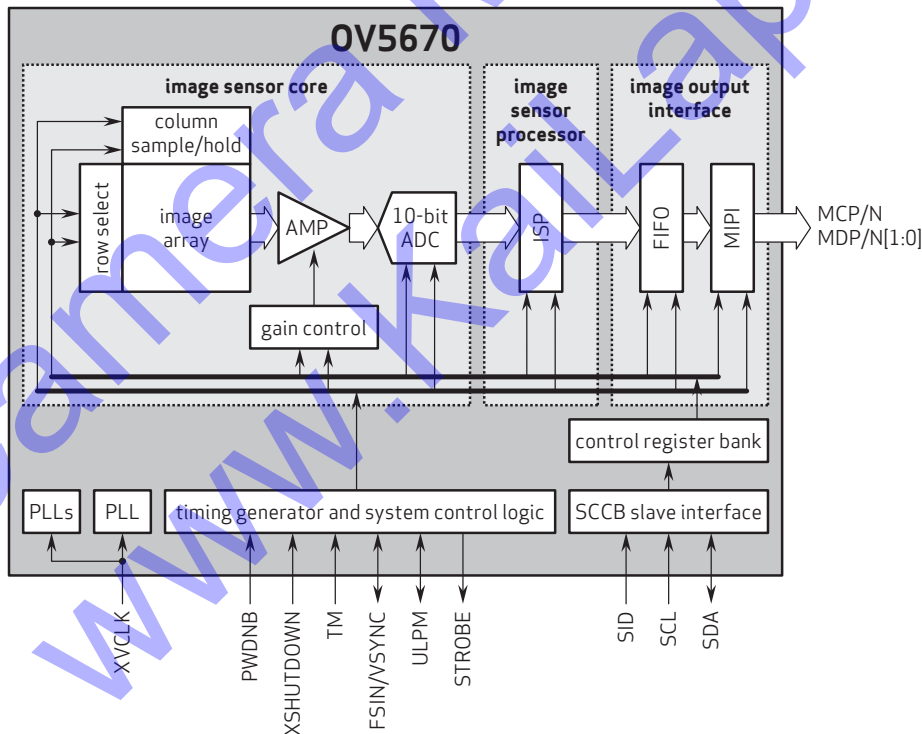 OV5670
image sensor core
image
sensor
processor
image output
interface
column
sample/hold
row select
image
array
AMP
10-bit
ADC
ISP
FIFO
MIPI
MCP/N
MDP/N[1:0]
gain control
control register bank
PLLs
PLL
timing generator and system control logic
SCCB slave interface
XVCLK
PWDNB
XSHUTDOWN
TM
FSIN/VSYNC
ULPM
STROBE
SID
SCL
SDA
amera
www.KaiLap